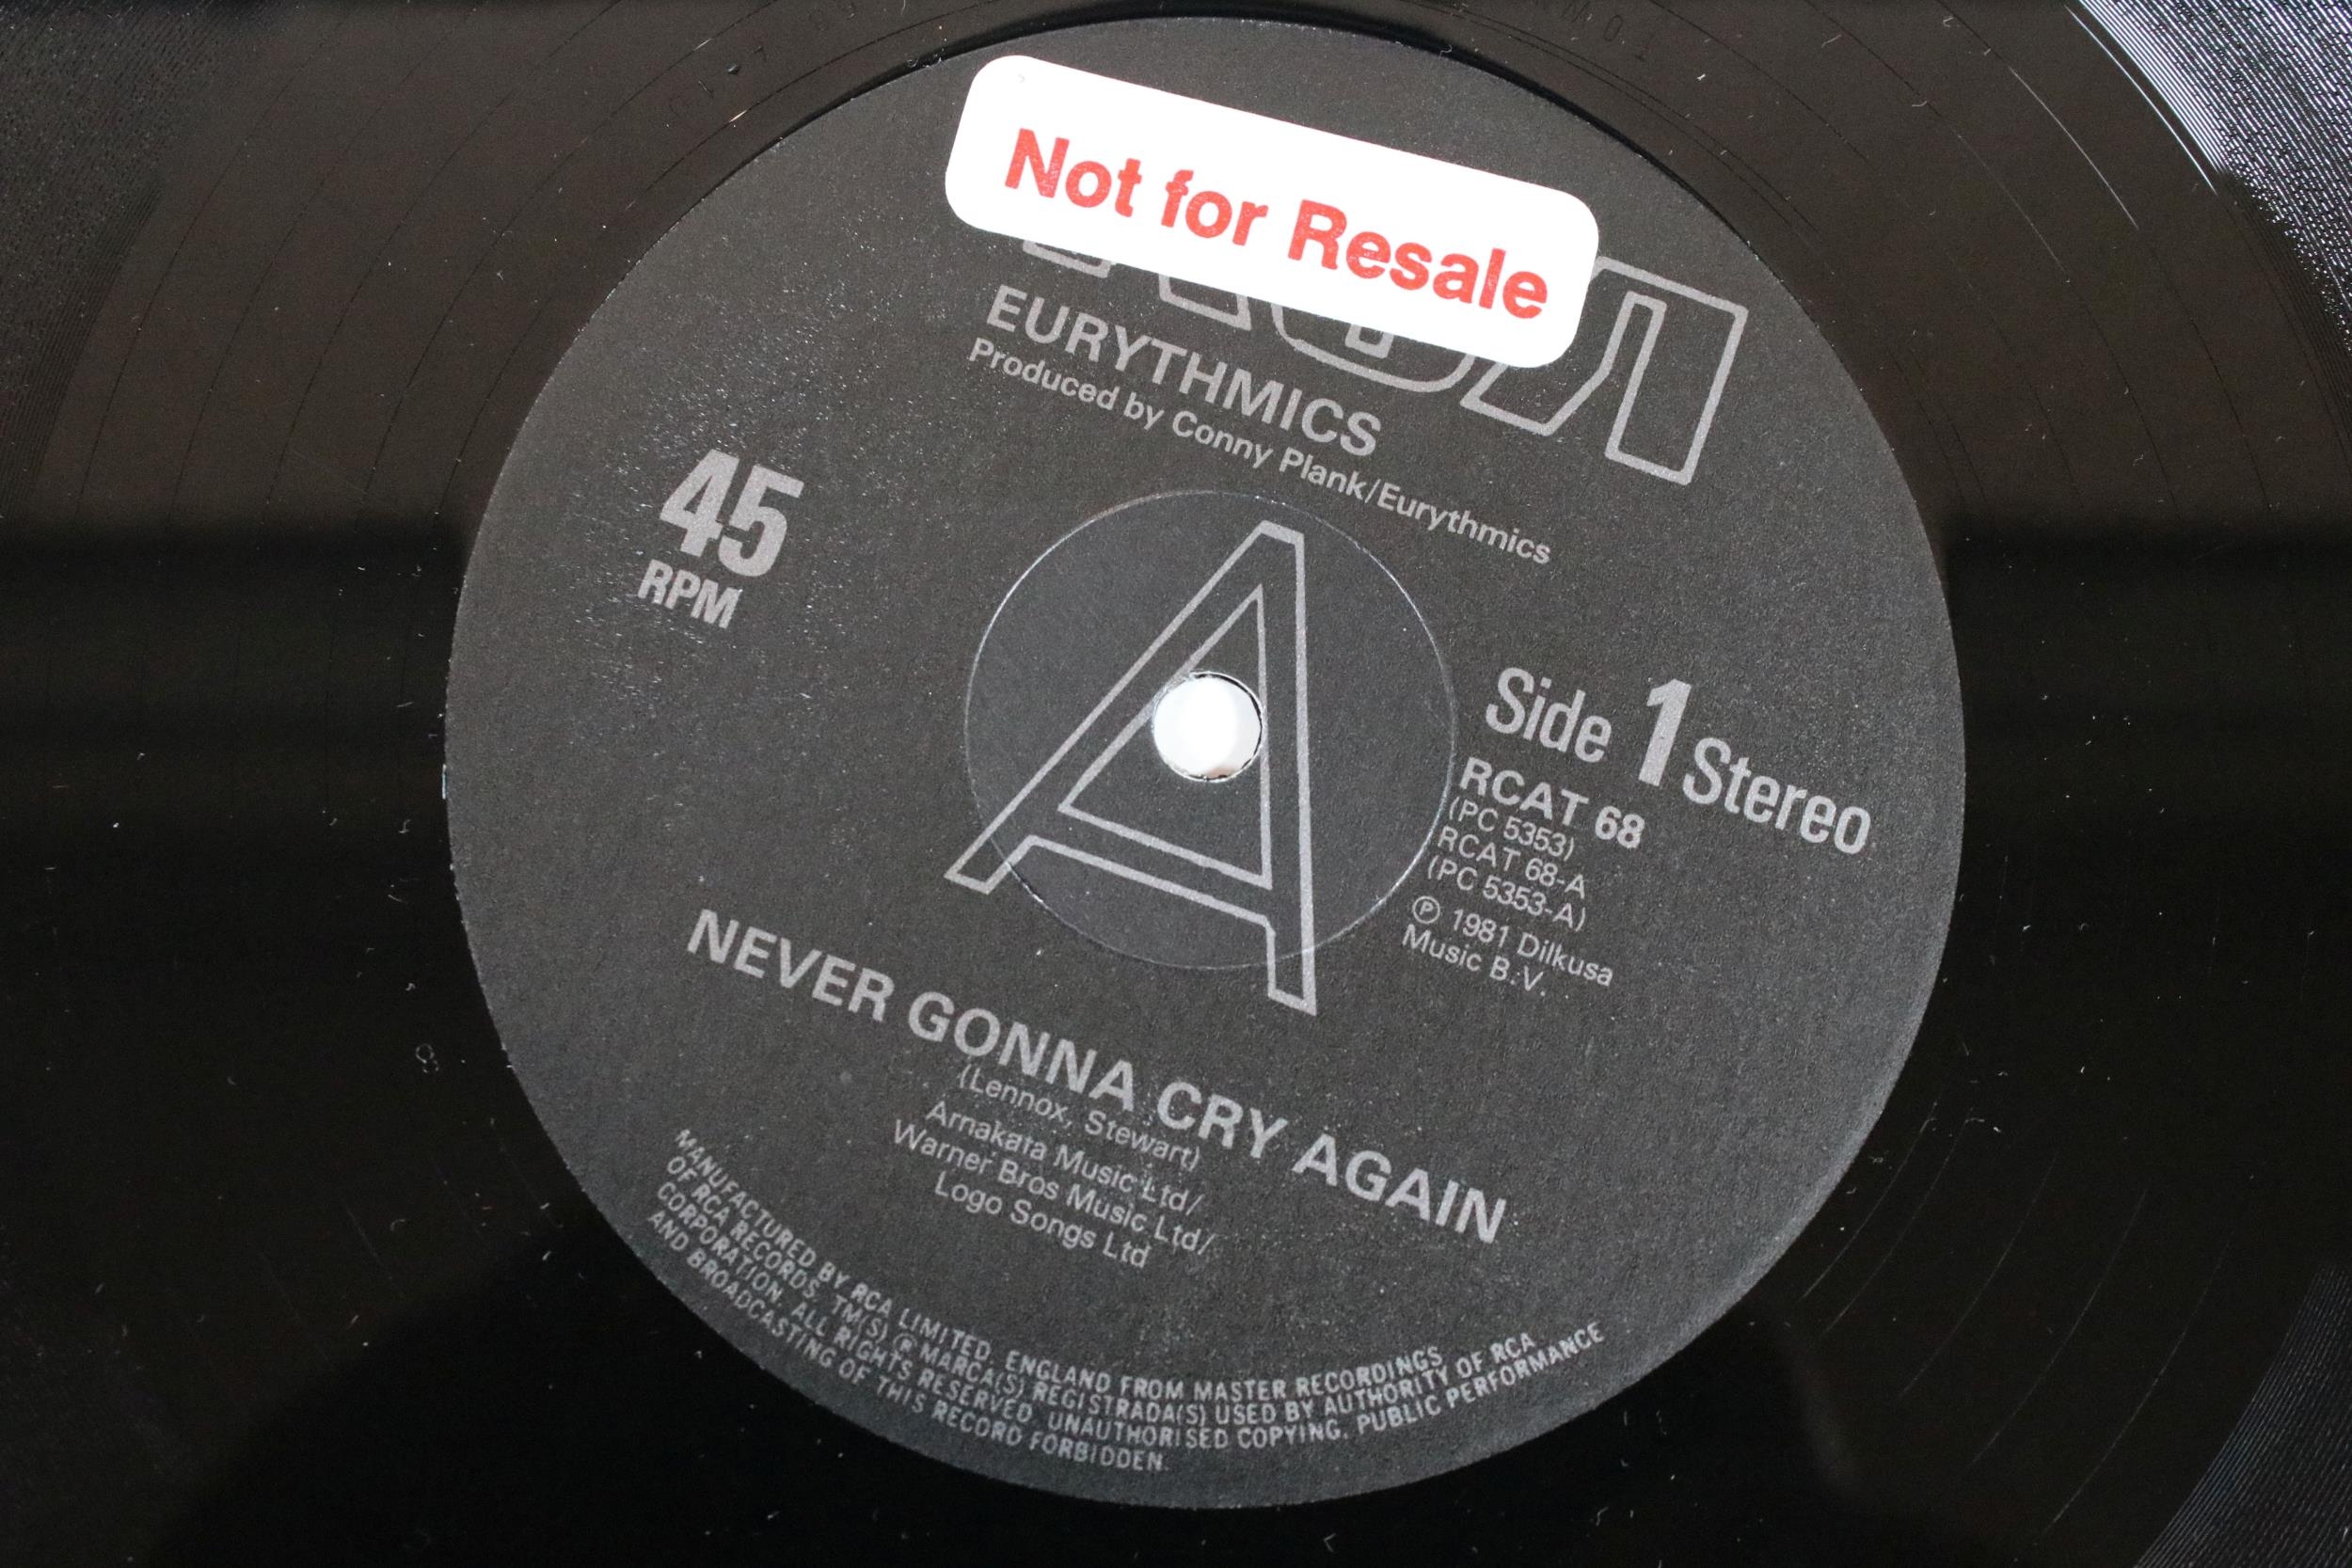 Not for Resale
EURYTHMICS
Produced by Conny Plank/Eurythmics
45
RPM
A
Side 1 Stereo
RCAT 68
(PC 5353)
RCAT 68-A
(PC 5353-A)
Ⓟ 1981 Dilkusa
Music B.V.
NEVER GONNA CRY AGAIN
(Lennox, Stewart)
Arnakata Music Ltd/
Warner Bros Music Ltd/
Logo Songs Ltd
MANUFACTURED BY RCA LIMITED, ENGLAND FROM MASTER RECORDINGS
OF RCA RECORDS. TM(S) ® MARCA(S) REGISTRADA(S) USED BY AUTHORITY OF RCA
CORPORATION. ALL RIGHTS RESERVED. UNAUTHORISED COPYING, PUBLIC PERFORMANCE
AND BROADCASTING OF THIS RECORD FORBIDDEN.